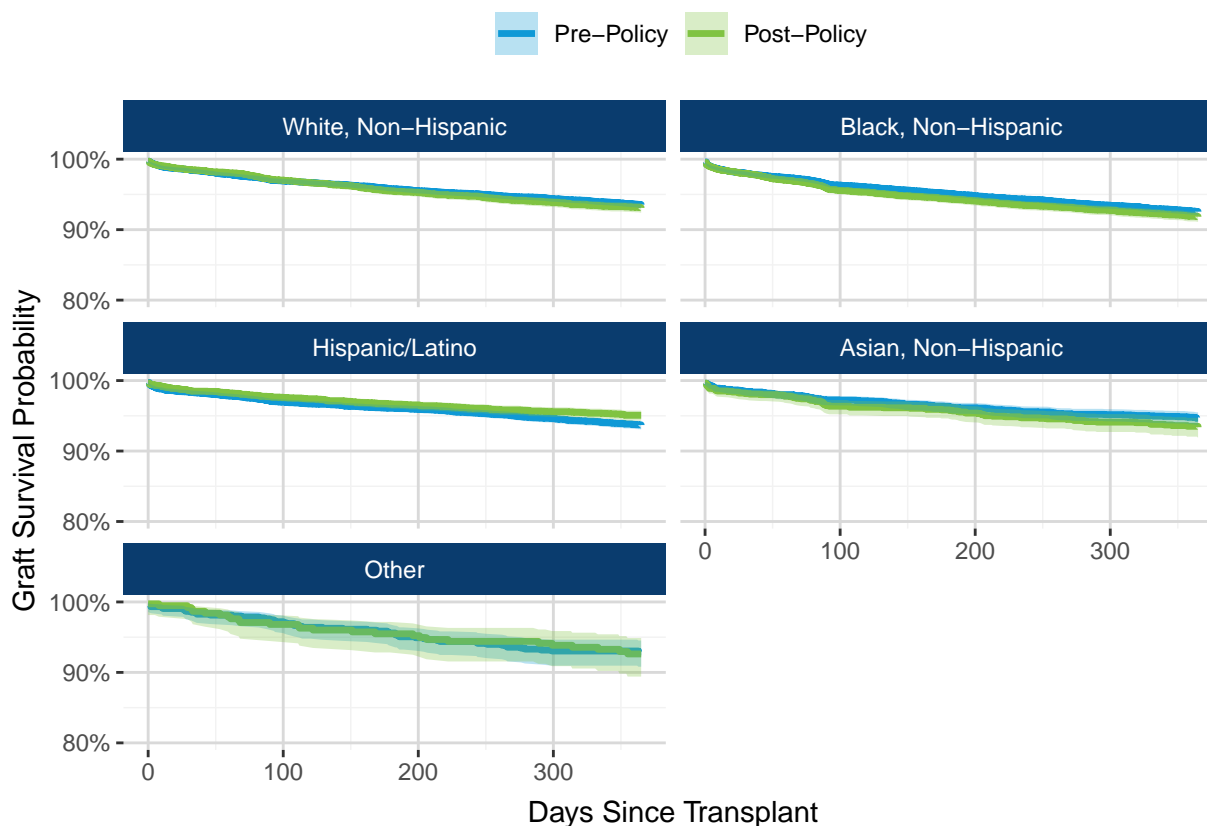 Pre−Policy Post−Policy
White, Non−Hispanic
Black, Non−Hispanic
100%
90%
80%
Hispanic/Latino
Asian, Non−Hispanic
100%
90%
80%
0 100 200 300
Other
100%
90%
80%
0 100 200 300
Graft Survival Probability
Days Since Transplant